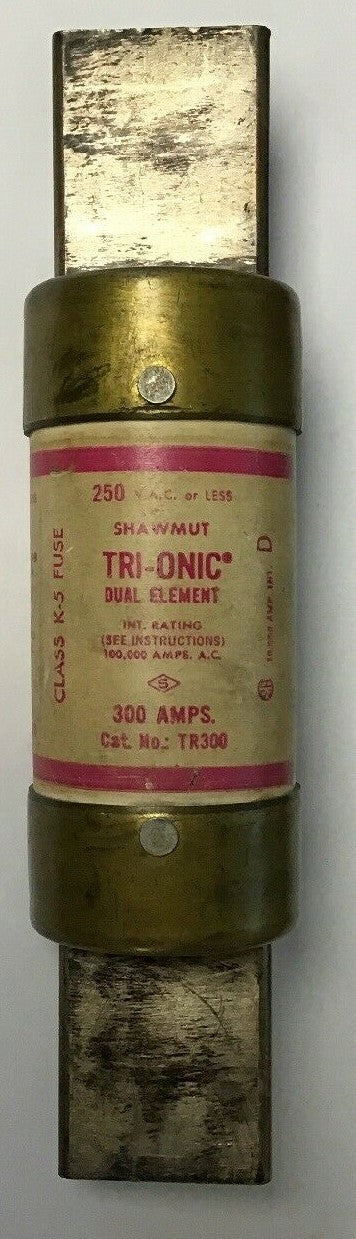 250 V.A.C. or LESS
SHAWMUT
TRI-ONIC®
DUAL ELEMENT
INT. RATING
(SEE INSTRUCTIONS)
100,000 AMPS. A.C.
S
300 AMPS.
Cat. No.: TR300
CLASS K-5 FUSE
D